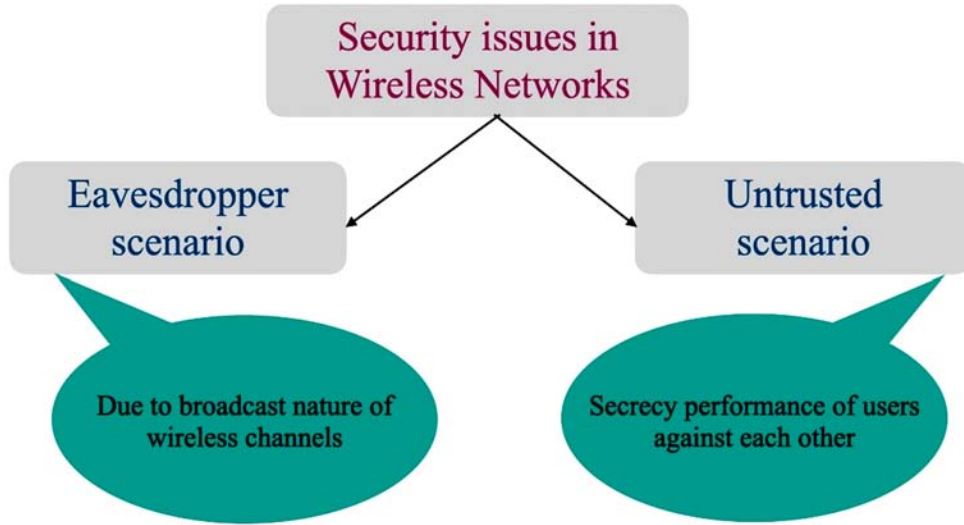 Security issues in
Wireless Networks
Eavesdropper
scenario
Untrusted
scenario
Due to broadcast nature of
wireless channels
Secrecy performance of users
against each other